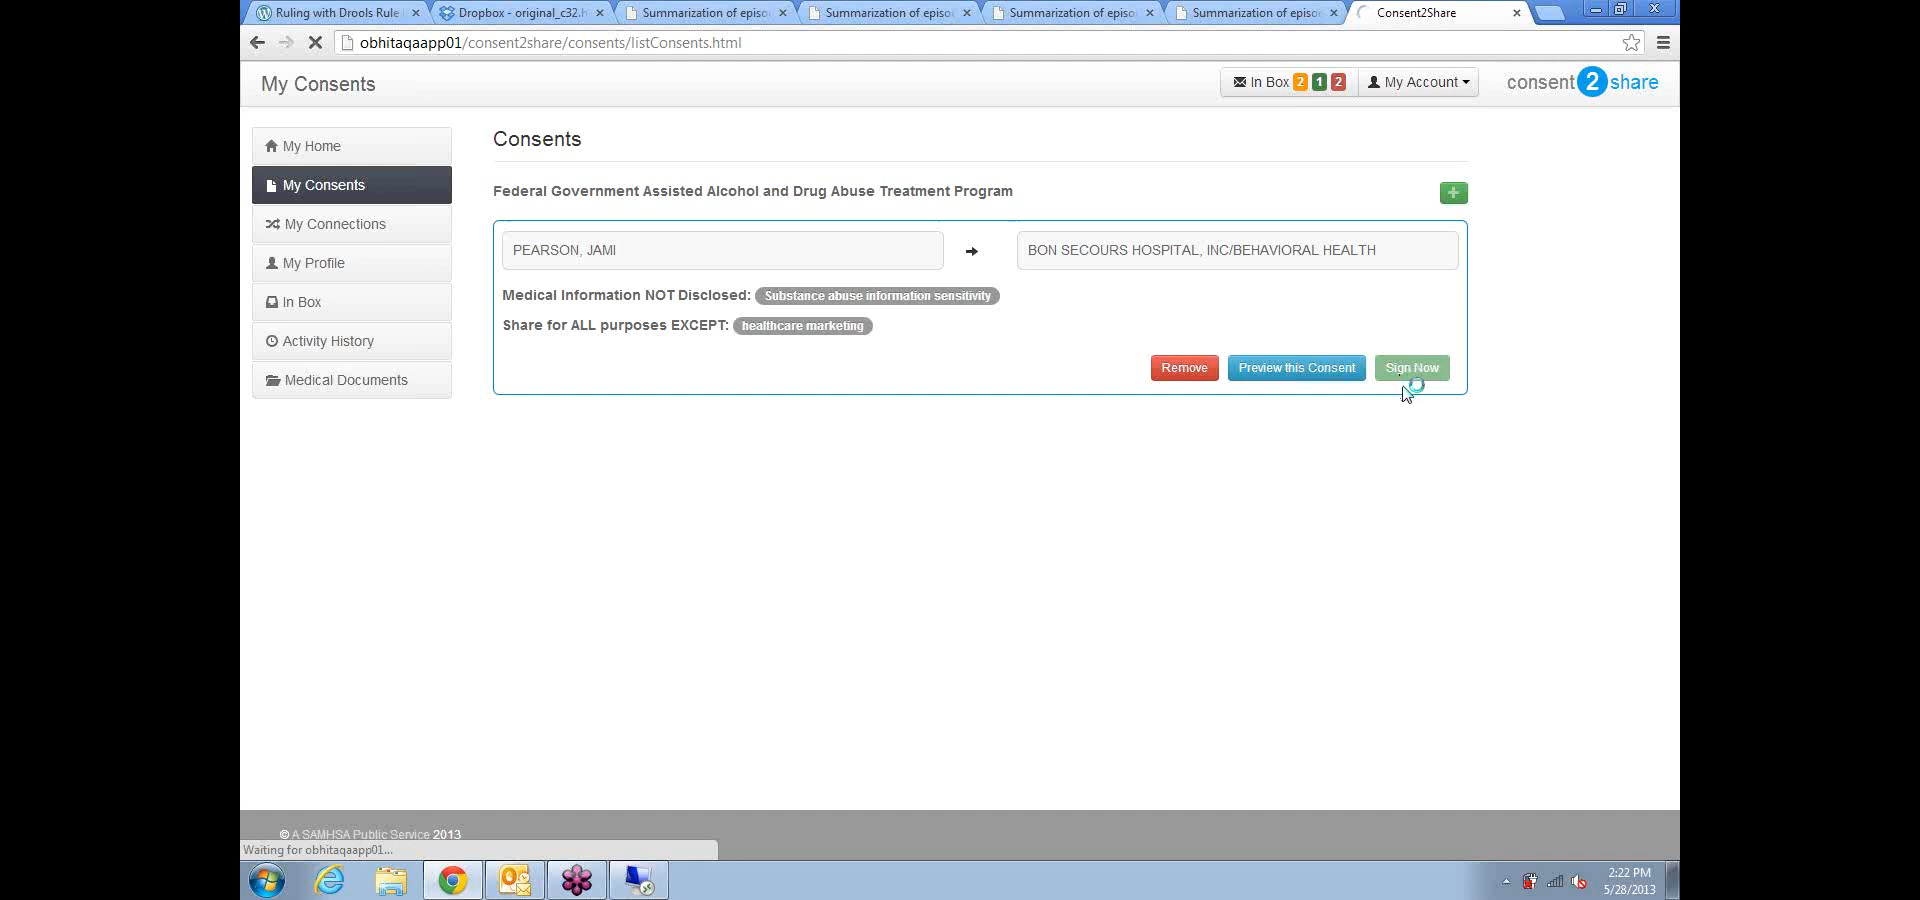 Ruling with Drools Rule
Dropbox - original_c32.h
Summarization of episo
Summarization of episo
Summarization of episo
Summarization of episo
Consent2Share
obhitaqaapp01/consent2share/consents/listConsents.html
My Consents
In Box 2 1 2
My Account
consent 2 share
My Home
My Consents
My Connections
My Profile
In Box
Activity History
Medical Documents
Consents
Federal Government Assisted Alcohol and Drug Abuse Treatment Program
+
PEARSON, JAMI
BON SECOURS HOSPITAL, INC/BEHAVIORAL HEALTH
Medical Information NOT Disclosed: Substance abuse information sensitivity
Share for ALL purposes EXCEPT: healthcare marketing
Remove
Preview this Consent
Sign Now
© A SAMHSA Public Service 2013
Waiting for obhitaqaapp01...
2:22 PM
5/28/2013